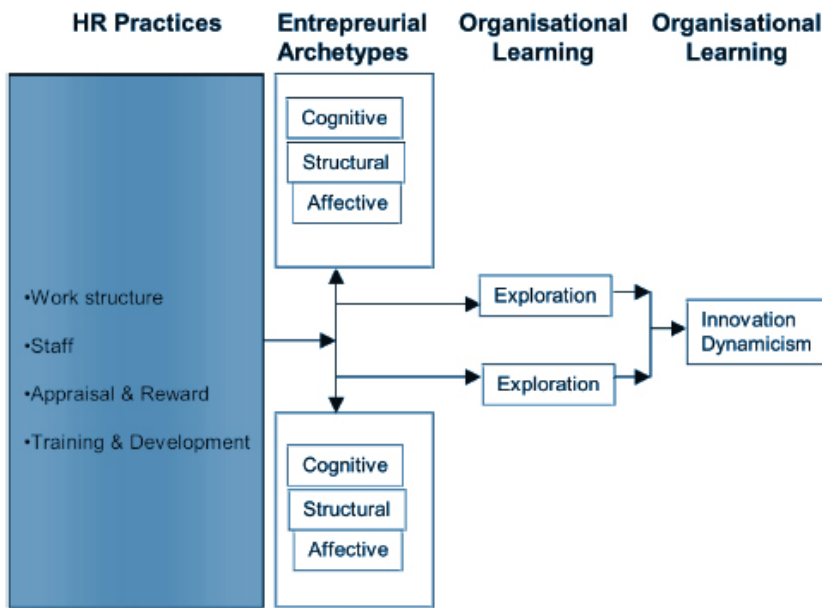 HR Practices
Entrepreurial
Archetypes
Organisational
Learning
Organisational
Learning
•Work structure
•Staff
•Appraisal & Reward
•Training & Development
Cognitive
Structural
Affective
Cognitive
Structural
Affective
Exploration
Exploration
Innovation
Dynamicism